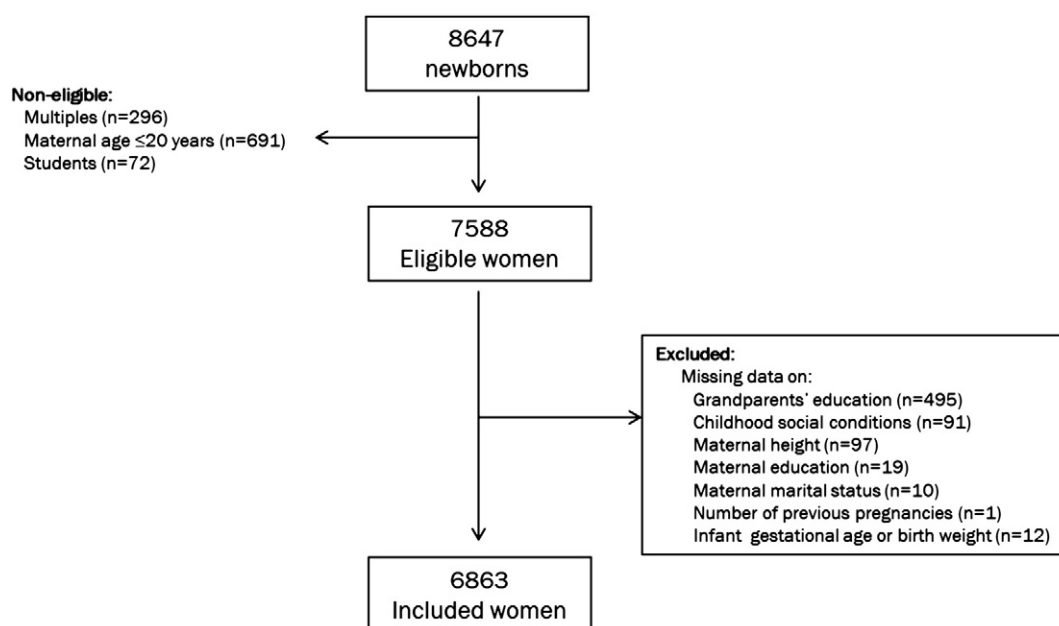 8647
newborns
Non-eligible:
Multiples (n=296)
Maternal age ≤20 years (n=691)
Students (n=72)
7588
Eligible women
Excluded:
Missing data on:
Grandparents' education (n=495)
Childhood social conditions (n=91)
Maternal height (n=97)
Maternal education (n=19)
Maternal marital status (n=10)
Number of previous pregnancies (n=1)
Infant gestational age or birth weight (n=12)
6863
Included women